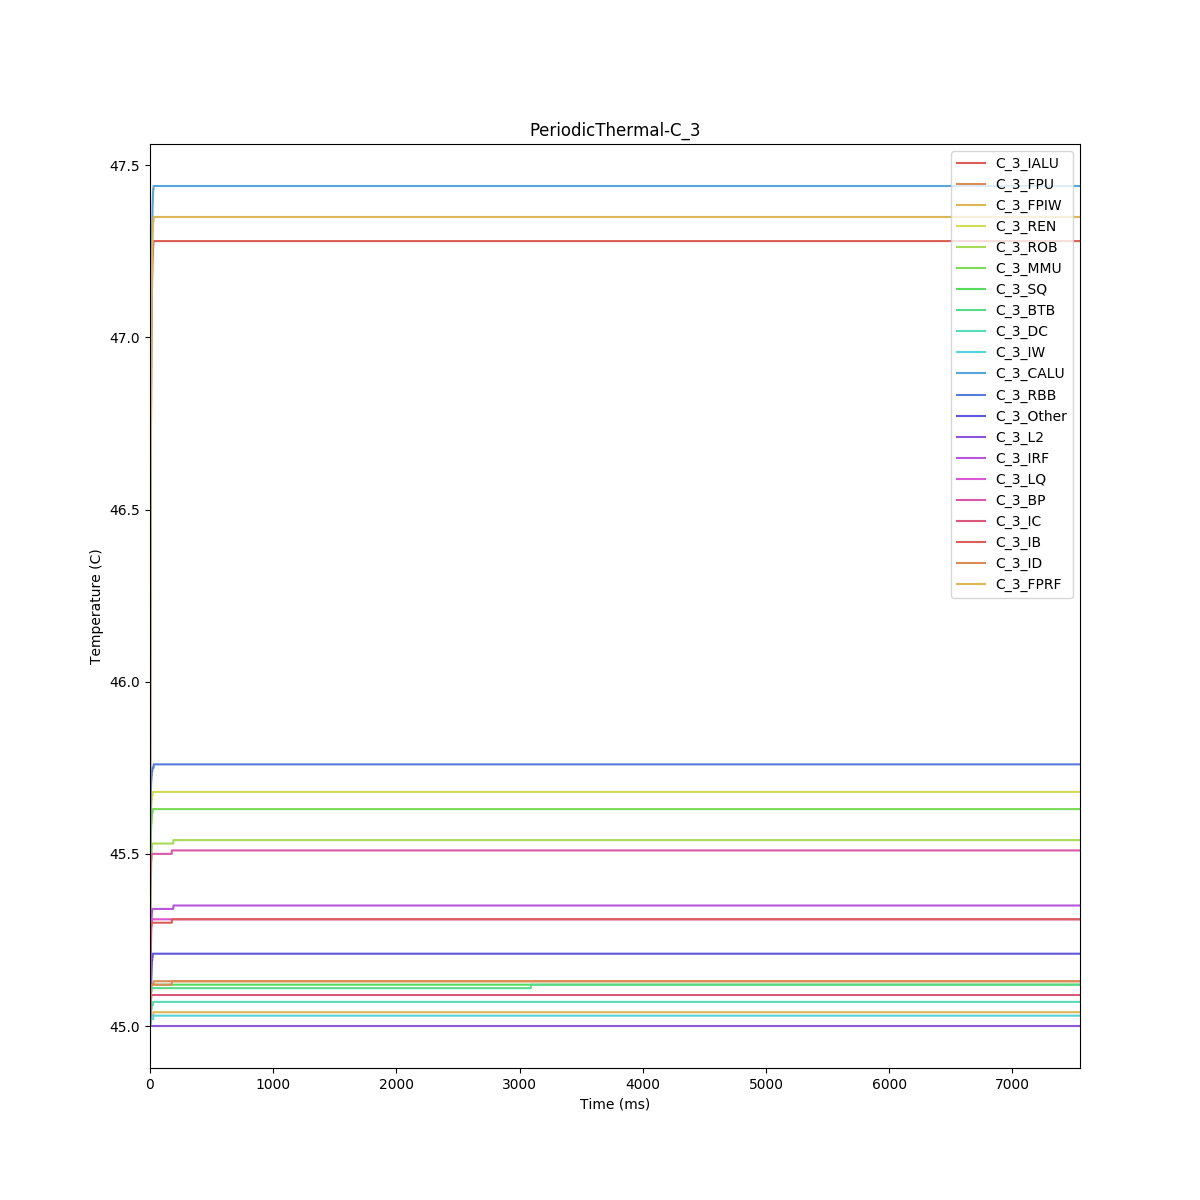 PeriodicThermal-C_3
47.5
47.0
46.5
46.0
45.5
45.0
Temperature (C)
0 1000 2000 3000 4000 5000 6000 7000
Time (ms)
C_3_IALU
C_3_FPU
C_3_FPIW
C_3_REN
C_3_ROB
C_3_MMU
C_3_SQ
C_3_BTB
C_3_DC
C_3_IW
C_3_CALU
C_3_RBB
C_3_Other
C_3_L2
C_3_IRF
C_3_LQ
C_3_BP
C_3_IC
C_3_IB
C_3_ID
C_3_FPRF